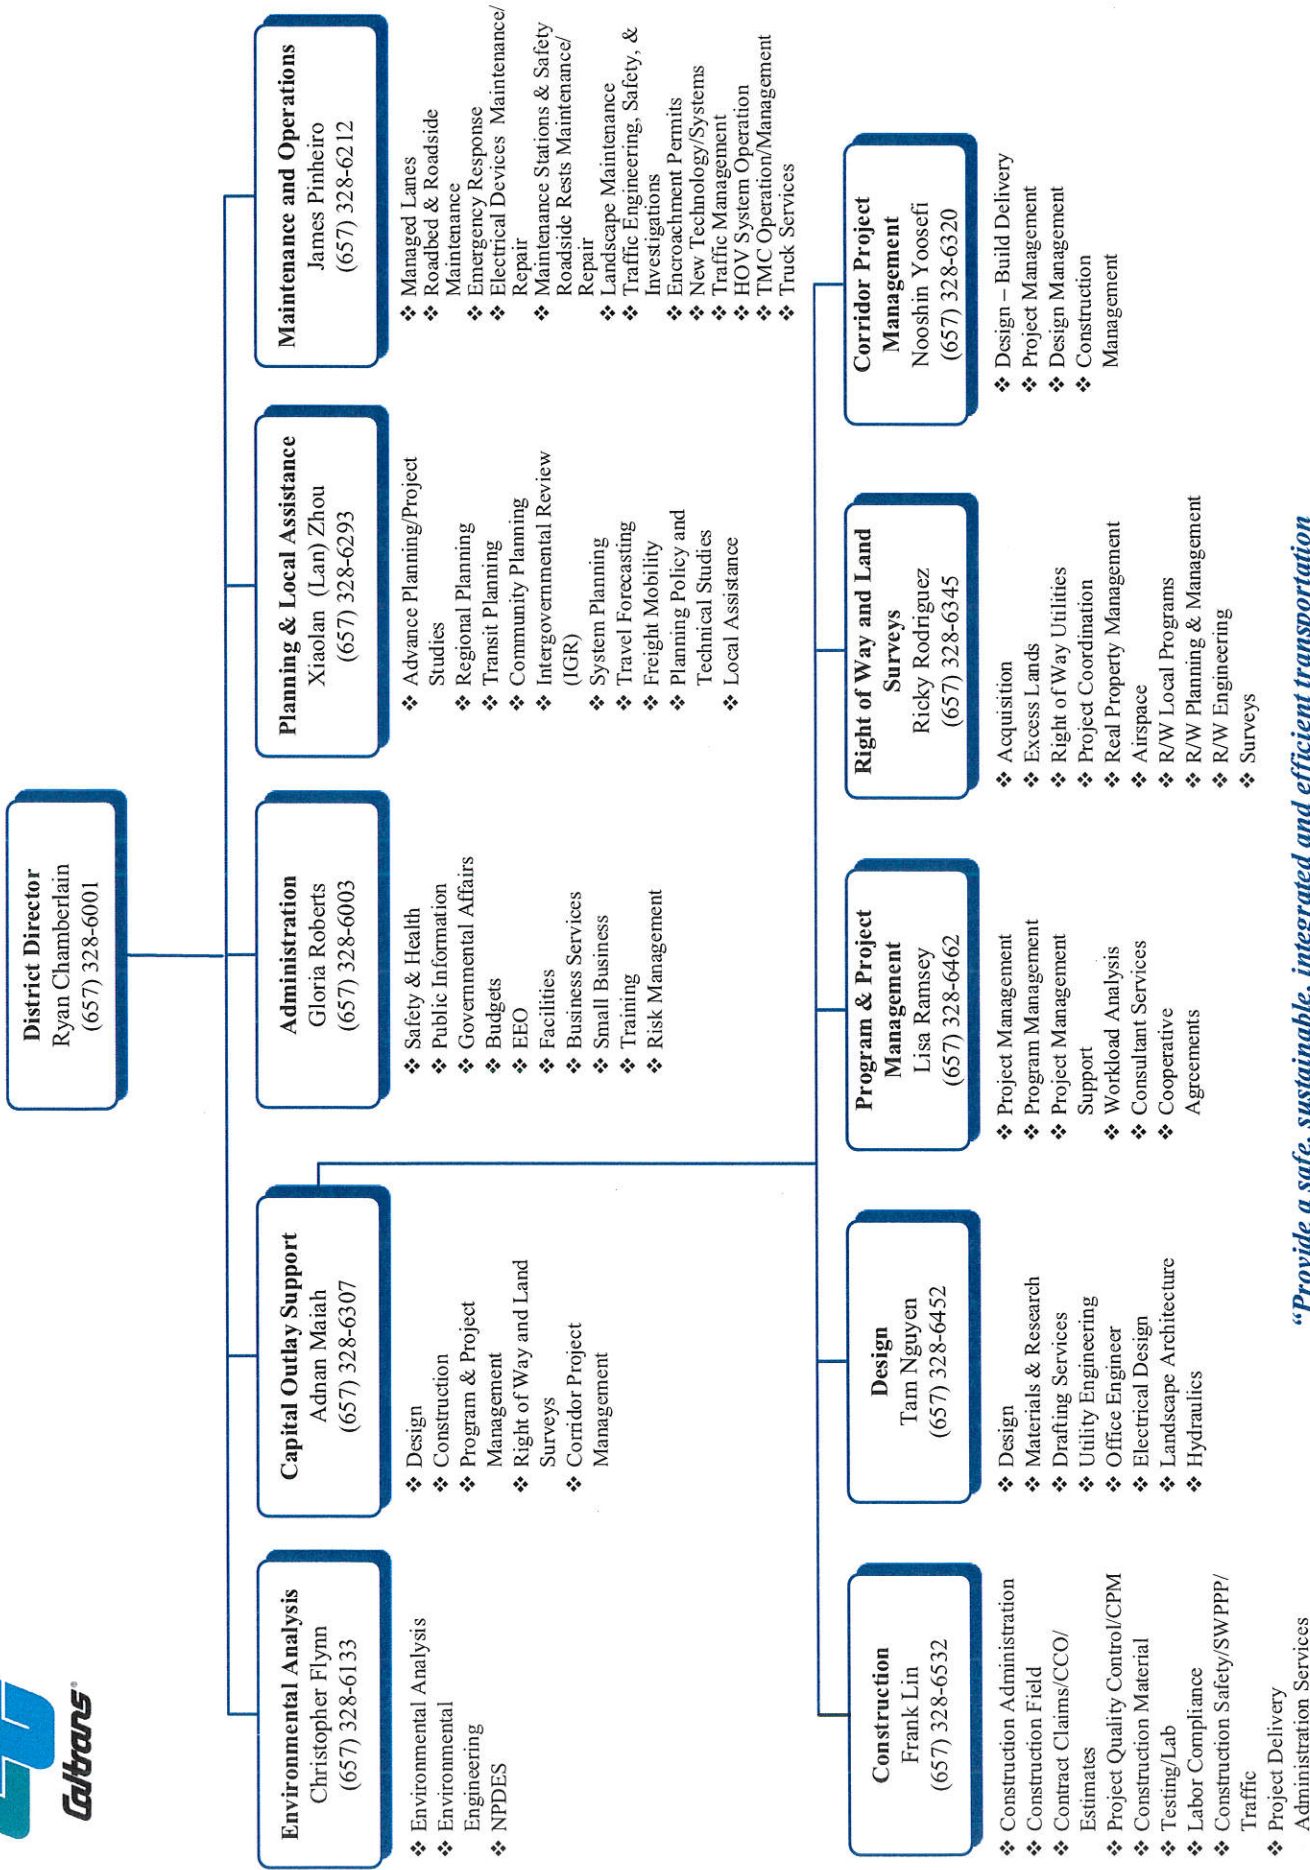 Caltrans
District Director
Ryan Chamberlain
(657) 328-6001
Environmental Analysis
Christopher Flynn
(657) 328-6133
❖ Environmental Analysis
❖ Environmental
Engineering
❖ NPDES
Capital Outlay Support
Adnan Maiah
(657) 328-6307
❖ Design
❖ Construction
❖ Program & Project
Management
❖ Right of Way and Land
Surveys
❖ Corridor Project
Management
Administration
Gloria Roberts
(657) 328-6003
❖ Safety & Health
❖ Public Information
❖ Governmental Affairs
❖ Budgets
❖ EEO
❖ Facilities
❖ Business Services
❖ Small Business
❖ Training
❖ Risk Management
Planning & Local Assistance
Xiaolan (Lan) Zhou
(657) 328-6293
❖ Advance Planning/Project
Studies
❖ Regional Planning
❖ Transit Planning
❖ Community Planning
❖ Intergovernmental Review
(IGR)
❖ System Planning
❖ Travel Forecasting
❖ Freight Mobility
❖ Planning Policy and
Technical Studies
❖ Local Assistance
Maintenance and Operations
James Pinheiro
(657) 328-6212
❖ Managed Lanes
❖ Roadbed & Roadside
Maintenance
❖ Emergency Response
❖ Electrical Devices Maintenance/
Repair
❖ Maintenance Stations & Safety
Roadside Rests Maintenance/
Repair
❖ Landscape Maintenance
❖ Traffic Engineering, Safety, &
Investigations
❖ Encroachment Permits
❖ New Technology/Systems
❖ Traffic Management
❖ HOV System Operation
❖ TMC Operation/Management
❖ Truck Services
Construction
Frank Lin
(657) 328-6532
❖ Construction Administration
❖ Construction Field
❖ Contract Claims/CCO/
Estimates
❖ Project Quality Control/CPM
❖ Construction Material
❖ Testing/Lab
❖ Labor Compliance
❖ Construction Safety/SWPPP/
Traffic
❖ Project Delivery
Administration Services
Design
Tam Nguyen
(657) 328-6452
❖ Design
❖ Materials & Research
❖ Drafting Services
❖ Utility Engineering
❖ Office Engineer
❖ Electrical Design
❖ Landscape Architecture
❖ Hydraulics
Program & Project
Management
Lisa Ramsey
(657) 328-6462
❖ Project Management
❖ Program Management
❖ Project Management
Support
❖ Workload Analysis
❖ Consultant Services
❖ Cooperative
Agreements
Right of Way and Land
Surveys
Ricky Rodriguez
(657) 328-6345
❖ Acquisition
❖ Excess Lands
❖ Right of Way Utilities
❖ Project Coordination
❖ Real Property Management
❖ Airspace
❖ R/W Local Programs
❖ R/W Planning & Management
❖ R/W Engineering
❖ Surveys
Corridor Project
Management
Nooshin Yoosefi
(657) 328-6320
❖ Design – Build Delivery
❖ Project Management
❖ Design Management
❖ Construction
Management
"Provide a safe, sustainable, integrated and efficient transportation